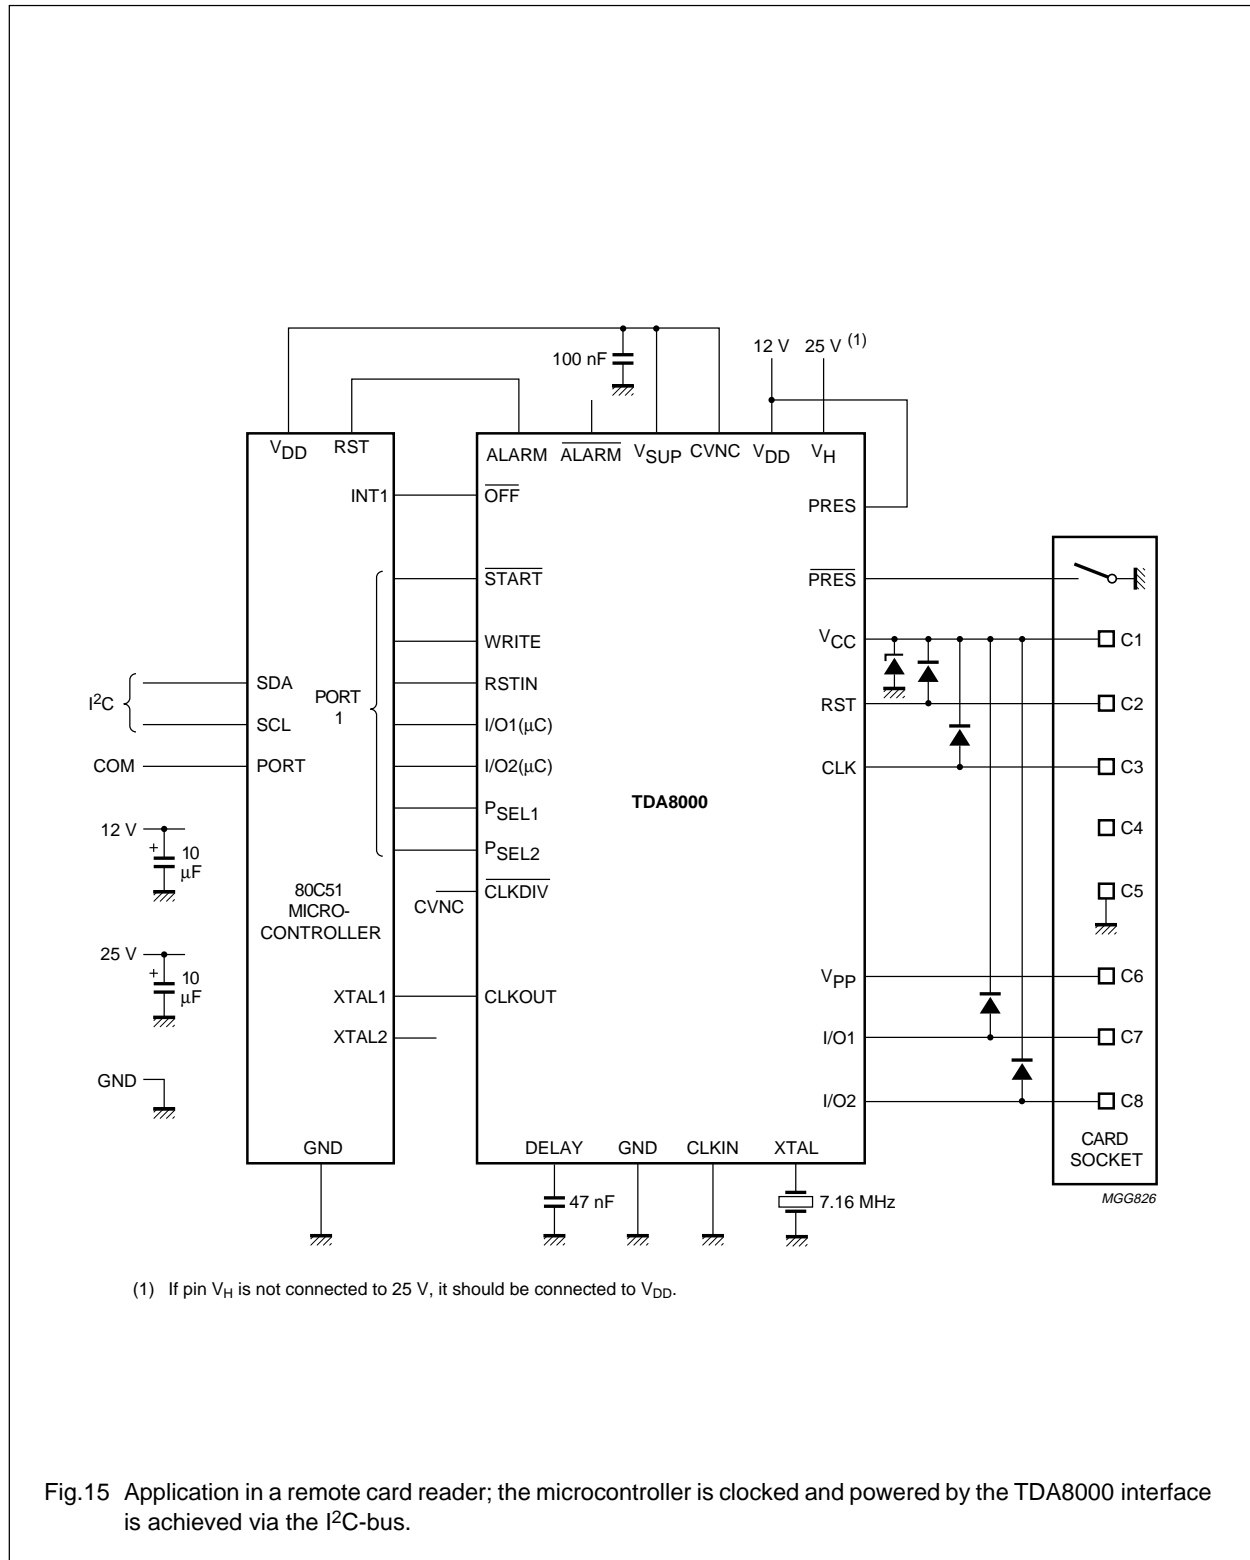 100 nF
12 V 25 V (1)
VDD RST
ALARM ALARM VSUP CVNC VDD VH
INT1 OFF PRES
START PRES
WRITE VCC C1
I2C SDA PORT 1 RSTIN RST C2
SCL I/O1(μC)
COM PORT I/O2(μC) CLK C3
TDA8000
12 V + 10 μF PSEL1 C4
PSEL2
80C51 MICRO-CONTROLLER CVNC CLKDIV C5
25 V + 10 μF VPP C6
XTAL1 CLKOUT
XTAL2 I/O1 C7
GND I/O2 C8
GND DELAY GND CLKIN XTAL CARD SOCKET
47 nF 7.16 MHz MGG826
(1) If pin VH is not connected to 25 V, it should be connected to VDD.
Fig.15 Application in a remote card reader; the microcontroller is clocked and powered by the TDA8000 interface
is achieved via the I2C-bus.